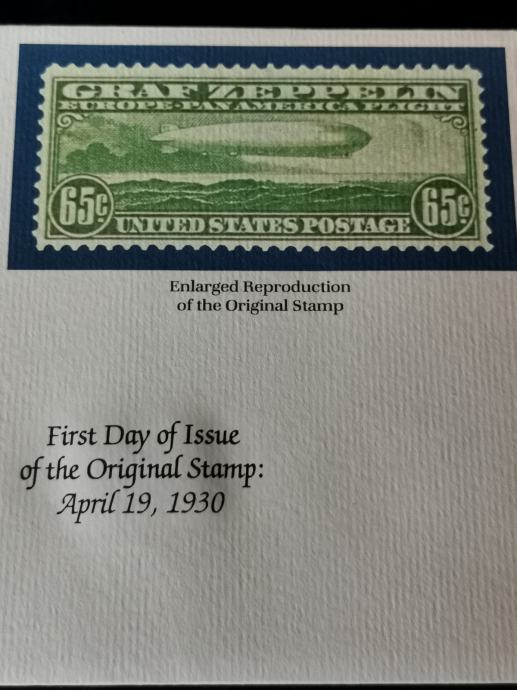 GRAF ZEPPELIN
EUROPE-PAN AMERICA FLIGHT
65¢ 65¢
UNITED STATES POSTAGE
Enlarged Reproduction
of the Original Stamp
First Day of Issue
of the Original Stamp:
April 19, 1930